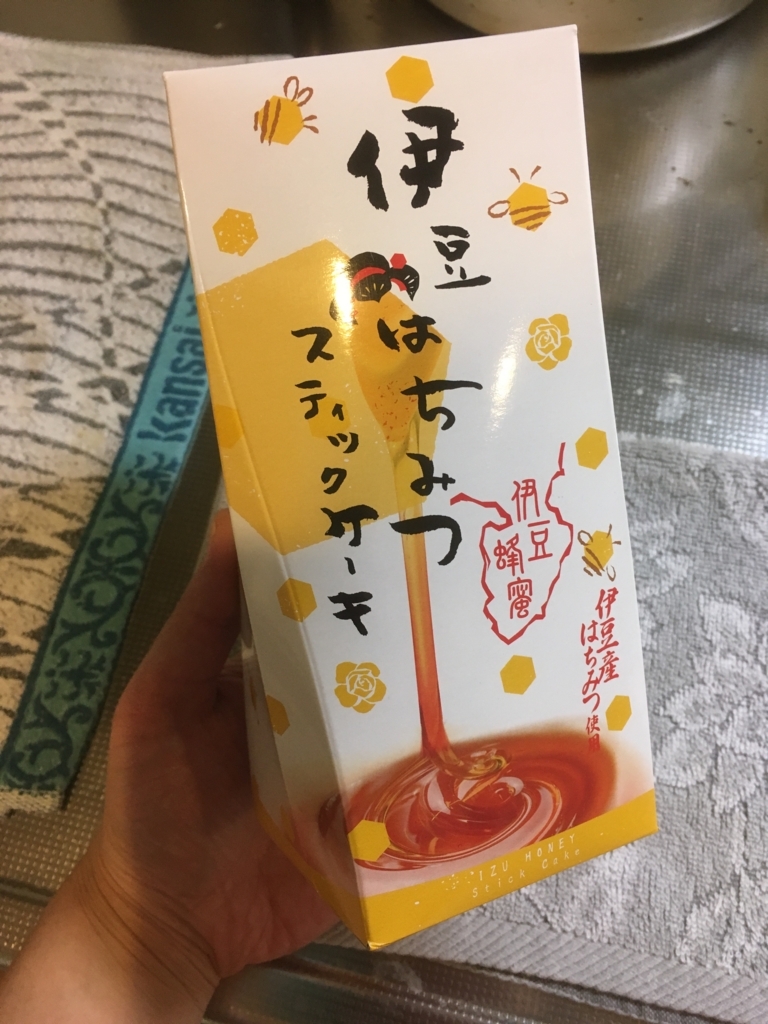 伊豆
はちみつ
スティックケーキ
伊豆
蜂蜜
伊豆産
はちみつ使用
IZU HONEY
Stick Cake
Kansai